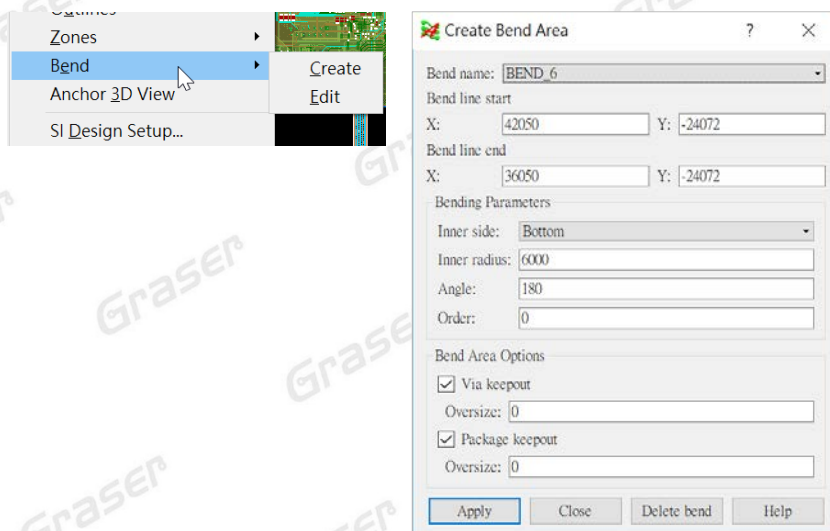 Outlines
Zones
Bend
Anchor 3D View
SI Design Setup...
Create
Edit
Create Bend Area
?
Bend name: BEND_6
Bend line start
X: 42050 Y: -24072
Bend line end
X: 36050 Y: -24072
Bending Parameters
Inner side: Bottom
Inner radius: 6000
Angle: 180
Order: 0
Bend Area Options
Via keepout
Oversize: 0
Package keepout
Oversize: 0
Apply Close Delete bend Help
Graser
Graser
Graser